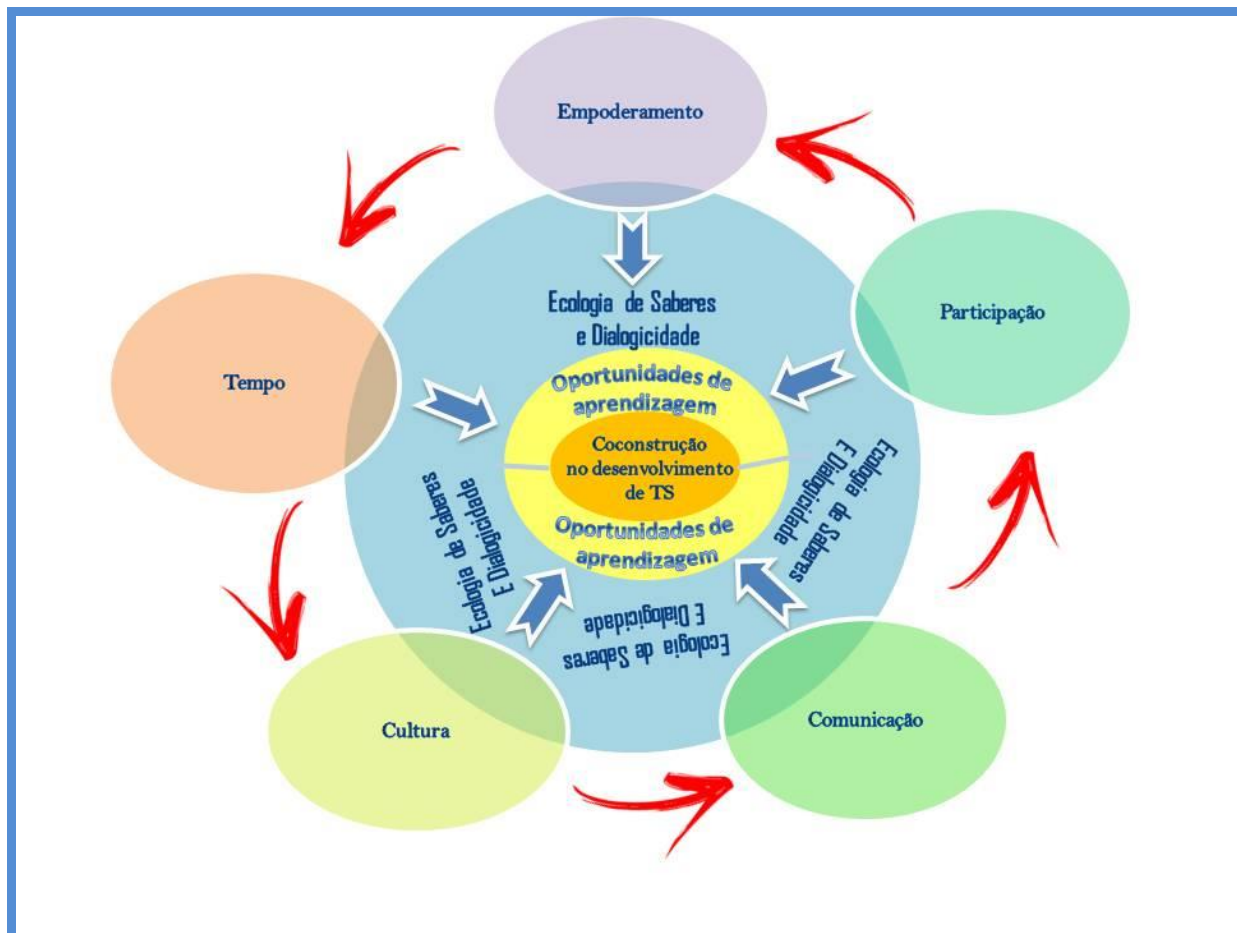 Empoderamento
Participação
Ecologia de Saberes
e Dialogicidade
Tempo
Oportunidades de
aprendizagem
Coconstrução
no desenvolvimento
de TS
Oportunidades de
aprendizagem
Ecologia de Saberes
E Dialogicidade
Ecologia de Saberes
E Dialogicidade
Ecologia de Saberes
E Dialogicidade
Cultura
Comunicação